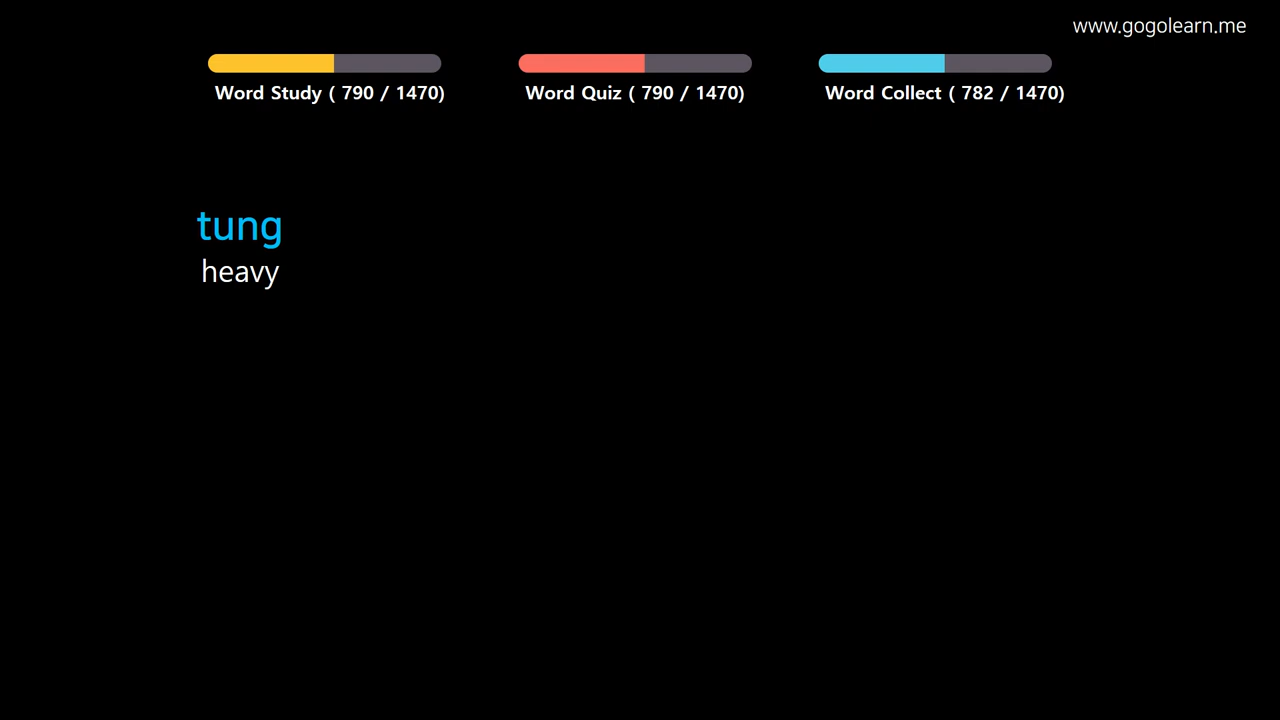 www.gogolearn.me
Word Study ( 790 / 1470)
Word Quiz ( 790 / 1470)
Word Collect ( 782 / 1470)
tung
heavy